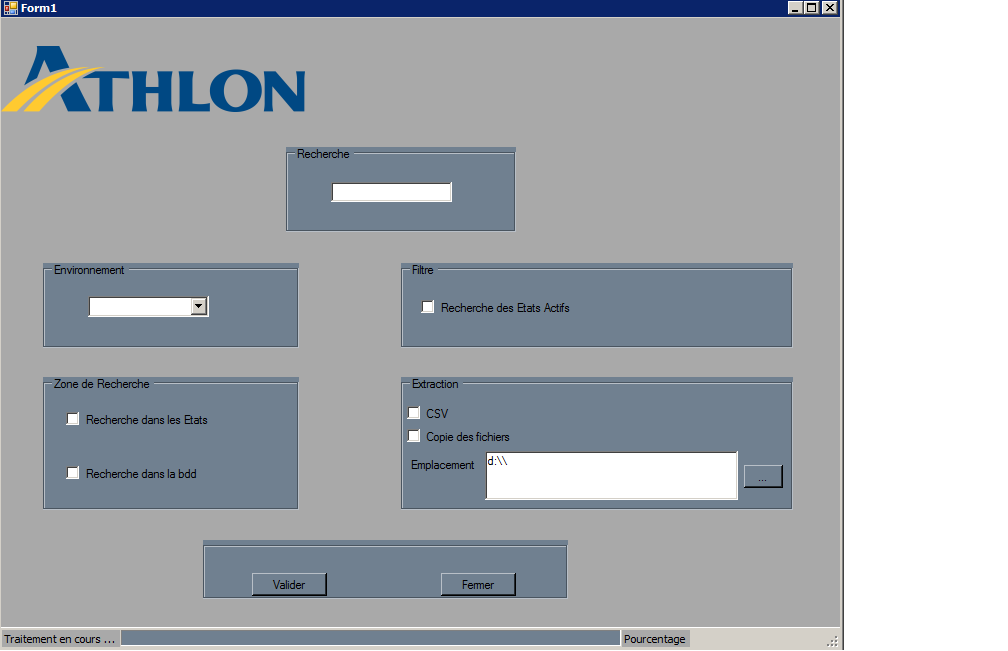 Form1
ATHLON
Recherche
Environnement
Filtre
Recherche des Etats Actifs
Zone de Recherche
Recherche dans les Etats
Recherche dans la bdd
Extraction
CSV
Copie des fichiers
Emplacement d:\\ ...
Valider Fermer
Traitement en cours ... Pourcentage